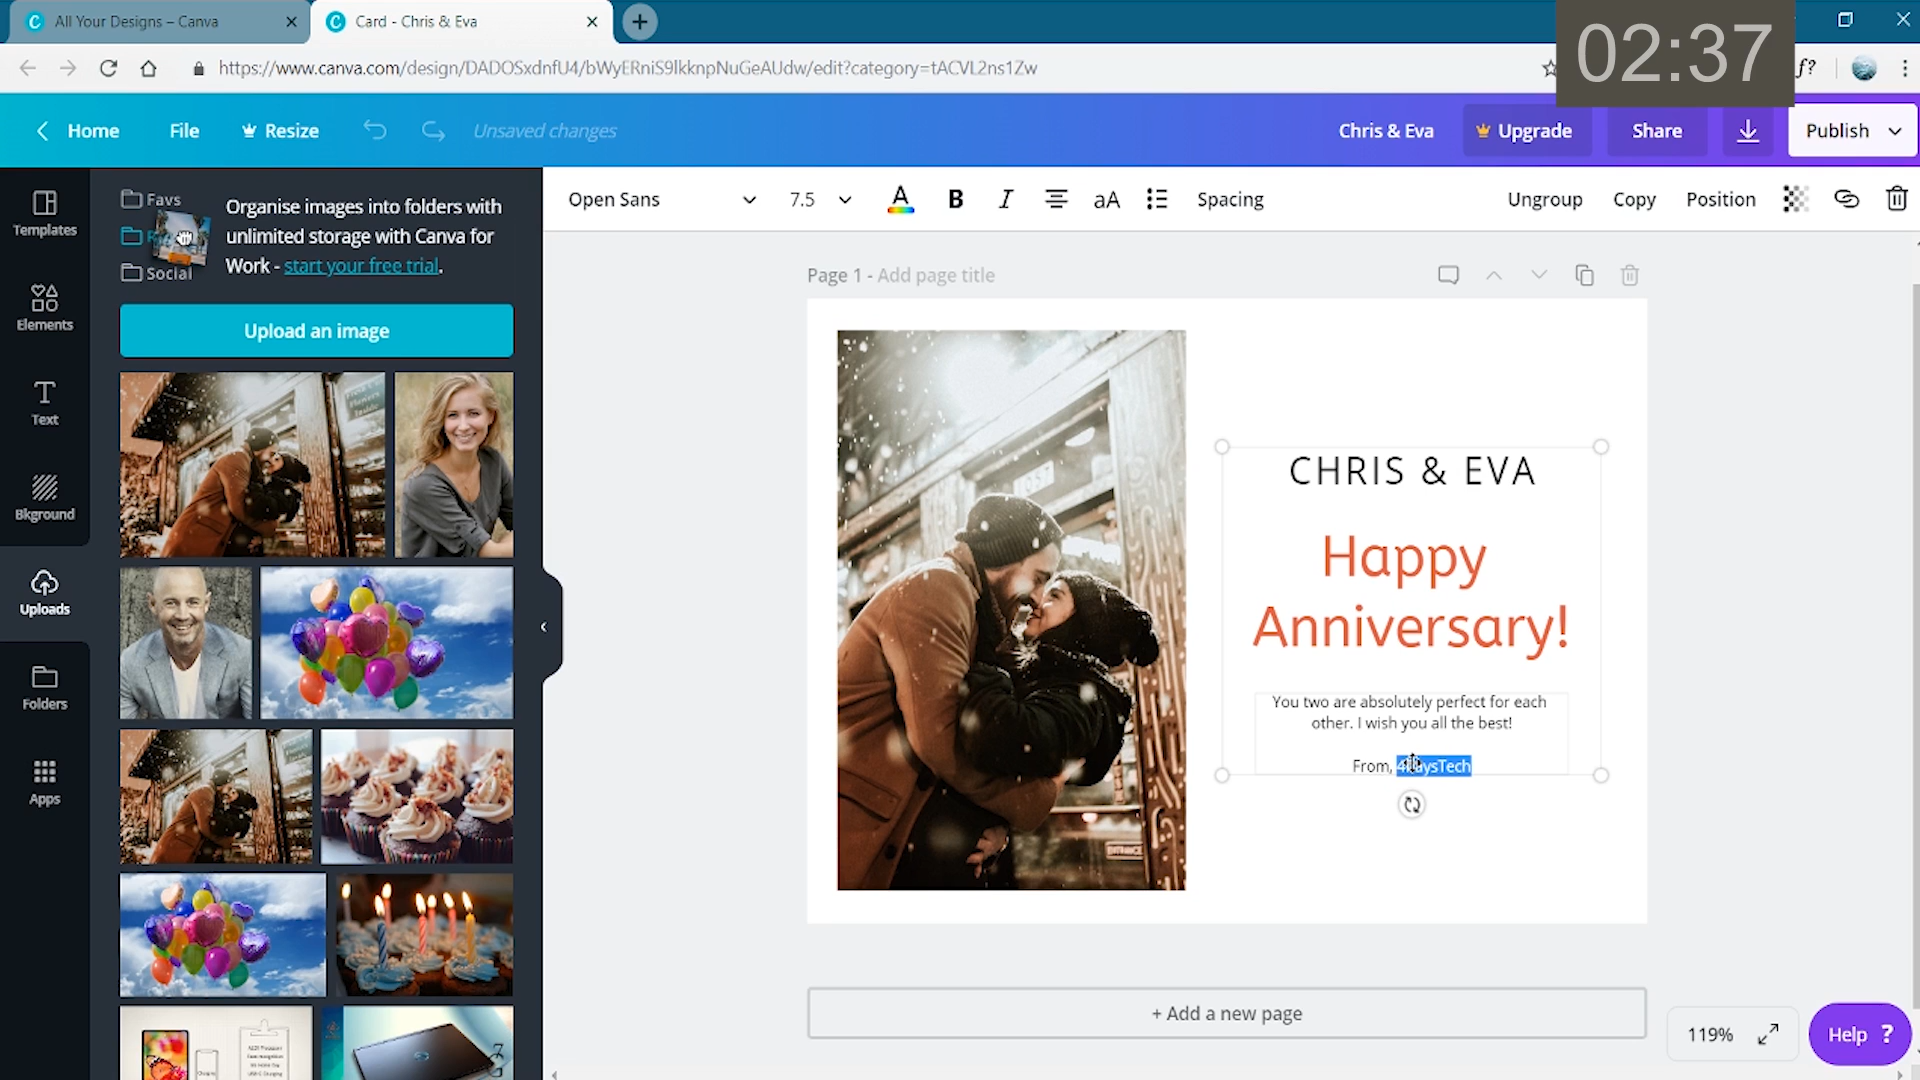 All Your Designs – Canva
Card - Chris & Eva
02:37
https://www.canva.com/design/DADOSxdnfU4/bWyERniS9lkknpNuGeAUdw/edit?category=tACVL2ns1Zw
f?
Home
File
Resize
Unsaved changes
Chris & Eva
Upgrade
Share
Publish
Templates
Elements
Text
Bkground
Uploads
Folders
Apps
Favs
Social
Organise images into folders with
unlimited storage with Canva for
Work - start your free trial.
Upload an image
Open Sans
7.5
A
B
I
aA
Spacing
Ungroup
Copy
Position
Page 1 - Add page title
CHRIS & EVA
Happy
Anniversary!
You two are absolutely perfect for each
other. I wish you all the best!
From,
+ Add a new page
119%
Help ?